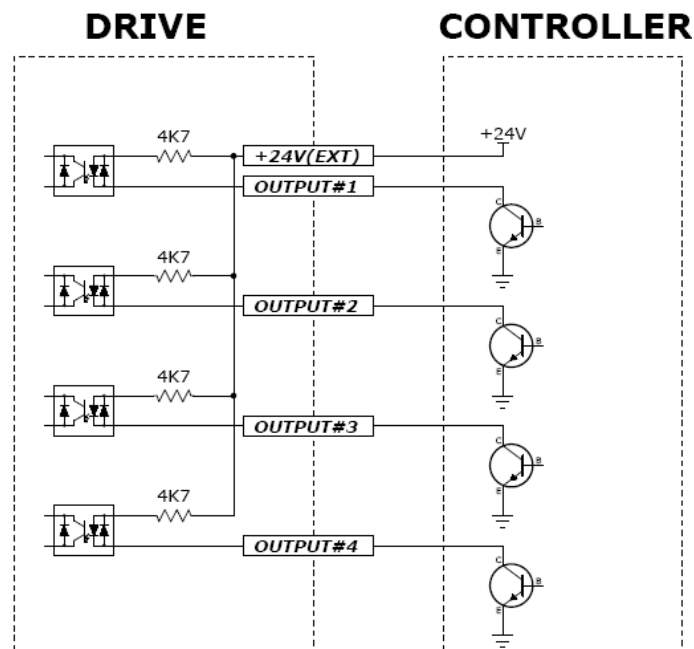 DRIVE
CONTROLLER
4K7
+24V(EXT)
+24V
OUTPUT#1
C
B
E
4K7
OUTPUT#2
C
B
E
4K7
OUTPUT#3
C
B
E
4K7
OUTPUT#4
C
B
E